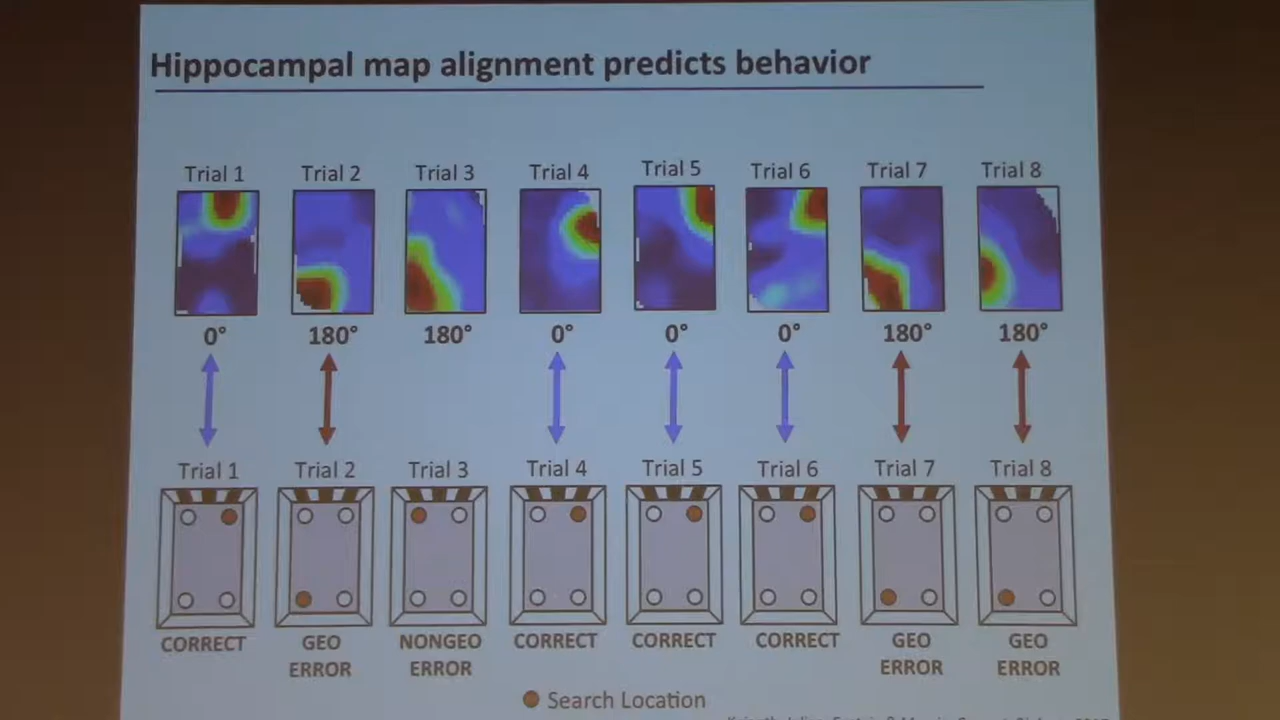 Hippocampal map alignment predicts behavior
Trial 1 Trial 2 Trial 3 Trial 4 Trial 5 Trial 6 Trial 7 Trial 8
0° 180° 180° 0° 0° 0° 180° 180°
Trial 1 Trial 2 Trial 3 Trial 4 Trial 5 Trial 6 Trial 7 Trial 8
CORRECT GEO NONGEO CORRECT CORRECT CORRECT GEO GEO
ERROR ERROR ERROR ERROR
Search Location